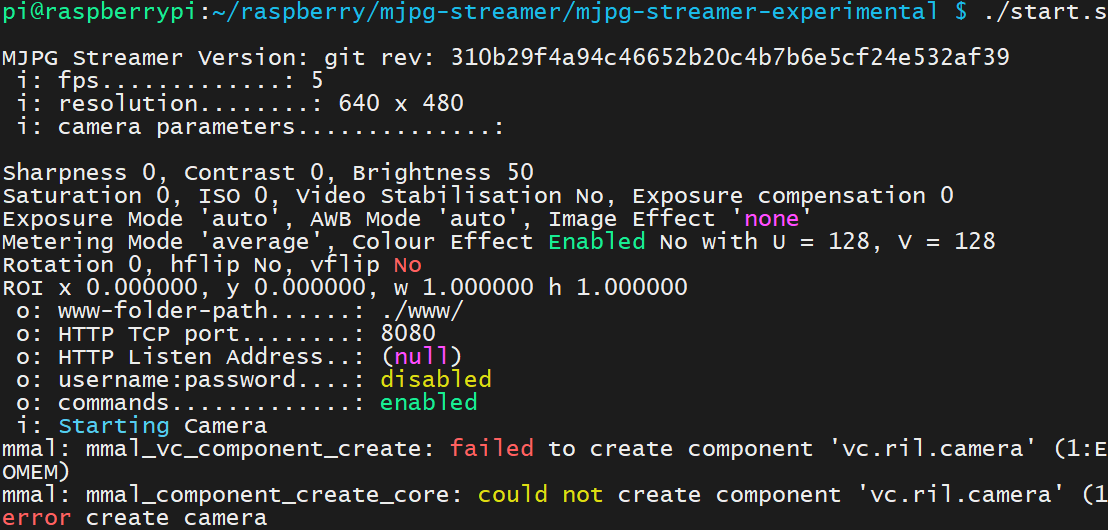 pi@raspberrypi:~/raspberry/mjpg-streamer/mjpg-streamer-experimental $ ./start.s
MJPG Streamer Version: git rev: 310b29f4a94c46652b20c4b7b6e5cf24e532af39
i: fps.............: 5
i: resolution........: 640 x 480
i: camera parameters..............:
Sharpness 0, Contrast 0, Brightness 50
Saturation 0, ISO 0, Video Stabilisation No, Exposure compensation 0
Exposure Mode 'auto', AWB Mode 'auto', Image Effect 'none'
Metering Mode 'average', Colour Effect Enabled No with U = 128, V = 128
Rotation 0, hflip No, vflip No
ROI x 0.000000, y 0.000000, w 1.000000 h 1.000000
o: www-folder-path......: ./www/
o: HTTP TCP port........: 8080
o: HTTP Listen Address..: (null)
o: username:password....: disabled
o: commands.............: enabled
i: Starting Camera
mmal: mmal_vc_component_create: failed to create component 'vc.ril.camera' (1:E
OMEM)
mmal: mmal_component_create_core: could not create component 'vc.ril.camera' (1
error create camera